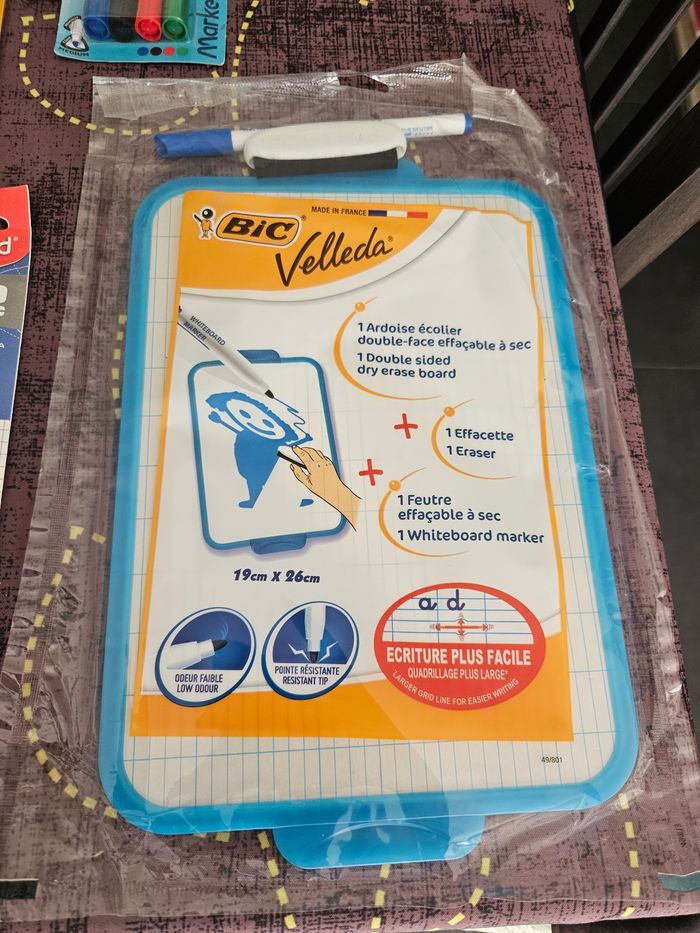 MEDIUM
Marke
MADE IN FRANCE
BiC
Velleda
WHITEBOARD
MARKER
1 Ardoise écolier
double-face effaçable à sec
1 Double sided
dry erase board
+
1 Effacette
1 Eraser
+
1 Feutre
effaçable à sec
1 Whiteboard marker
19cm X 26cm
ODEUR FAIBLE
LOW ODOUR
POINTE RÉSISTANTE
RESISTANT TIP
a d
ECRITURE PLUS FACILE
QUADRILLAGE PLUS LARGE*
*LARGER GRID LINE FOR EASIER WRITING
49/801